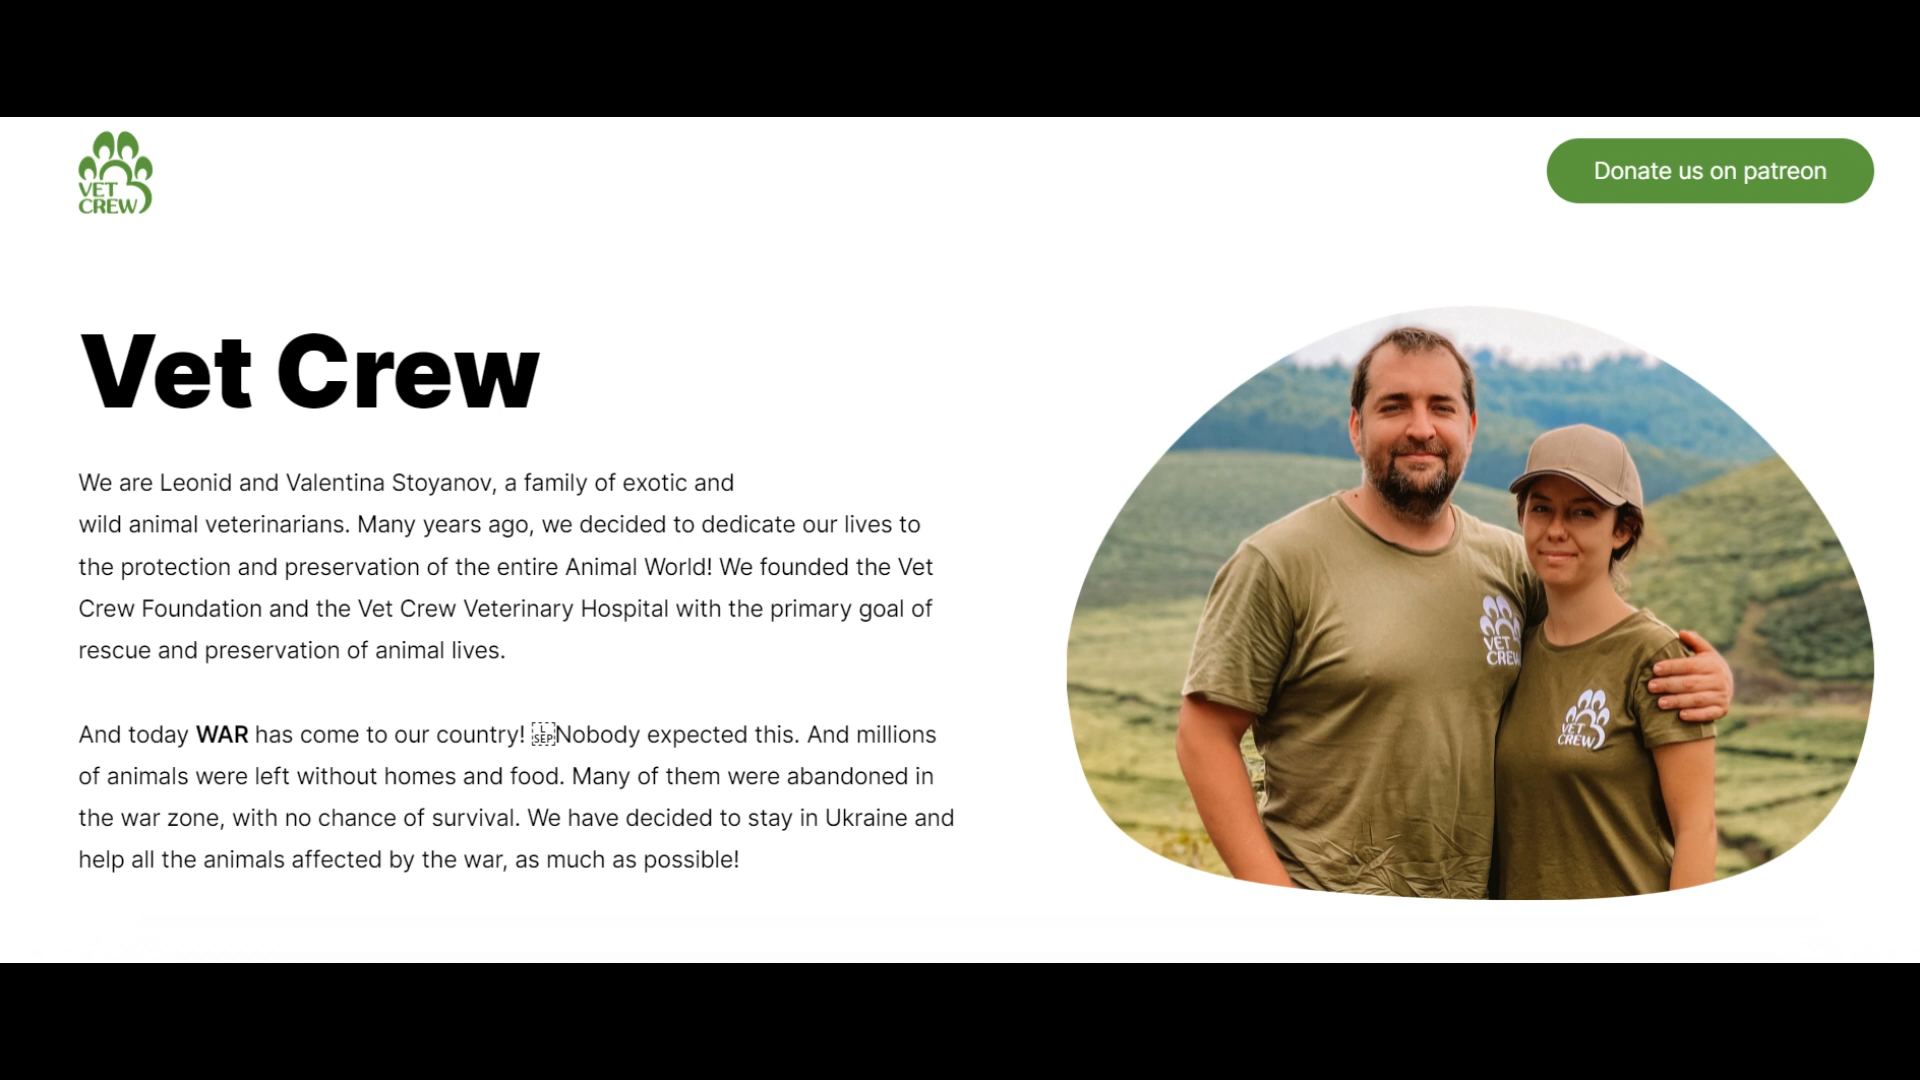 VET
CREW
Donate us on patreon
Vet Crew
We are Leonid and Valentina Stoyanov, a family of exotic and
wild animal veterinarians. Many years ago, we decided to dedicate our lives to
the protection and preservation of the entire Animal World! We founded the Vet
Crew Foundation and the Vet Crew Veterinary Hospital with the primary goal of
rescue and preservation of animal lives.
And today WAR has come to our country! L SEP Nobody expected this. And millions
of animals were left without homes and food. Many of them were abandoned in
the war zone, with no chance of survival. We have decided to stay in Ukraine and
help all the animals affected by the war, as much as possible!
VET
CREW
VET
CREW